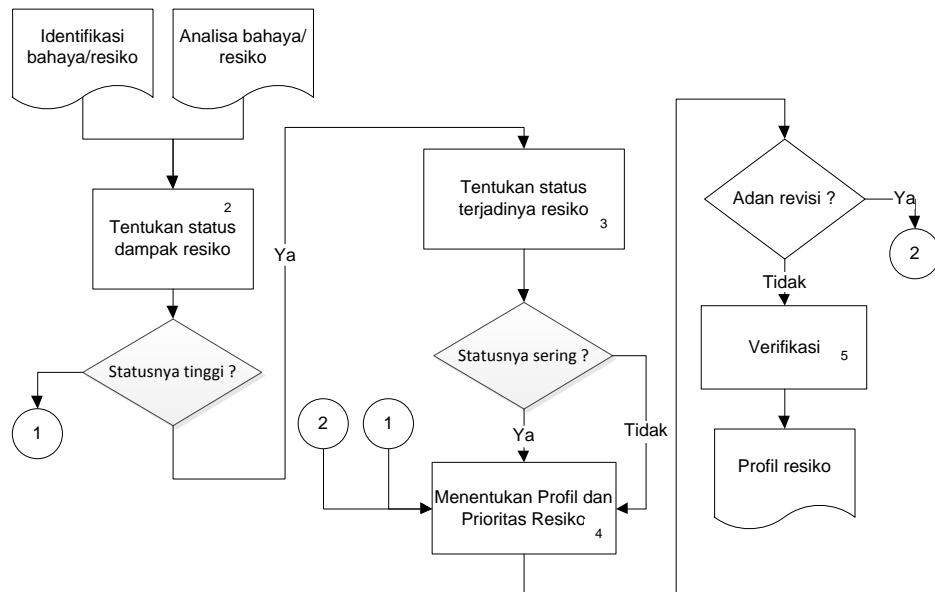 Identifikasi
bahaya/resiko
Analisa bahaya/
resiko
2
Tentukan status
dampak resiko
Statusnya tinggi ?
1
Ya
Tentukan status
terjadinya resiko
3
Statusnya sering ?
Ya
Tidak
2
1
Menentukan Profil dan
Prioritas Resiko
4
Adan revisi ?
Ya
2
Tidak
Verifikasi
5
Profil resiko